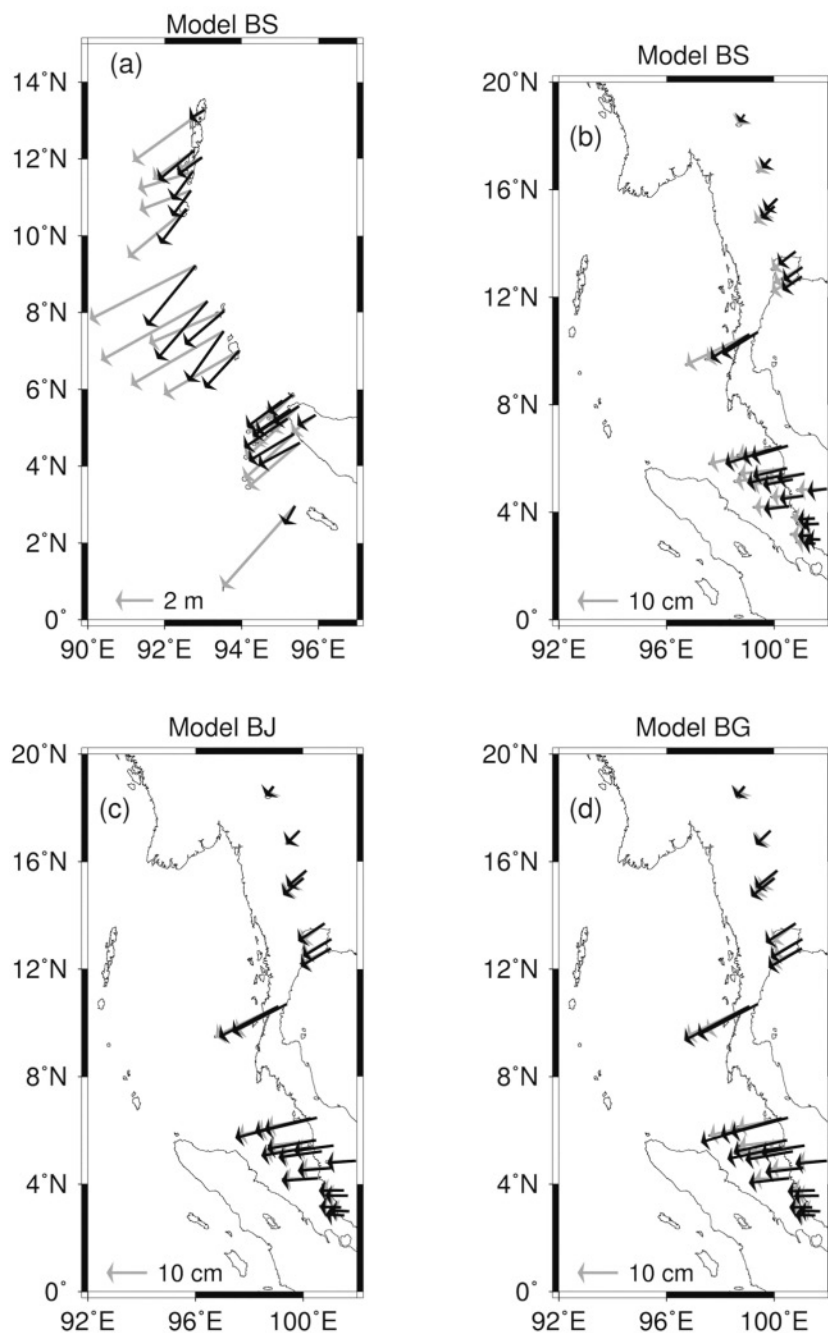 Model BS
(a)
14˚N
12˚N
10˚N
8˚N
6˚N
4˚N
2˚N
0˚
2 m
90˚E 92˚E 94˚E 96˚E
Model BS
(b)
20˚N
16˚N
12˚N
8˚N
4˚N
0˚
10 cm
92˚E 96˚E 100˚E
Model BJ
(c)
20˚N
16˚N
12˚N
8˚N
4˚N
0˚
10 cm
92˚E 96˚E 100˚E
Model BG
(d)
20˚N
16˚N
12˚N
8˚N
4˚N
0˚
10 cm
92˚E 96˚E 100˚E